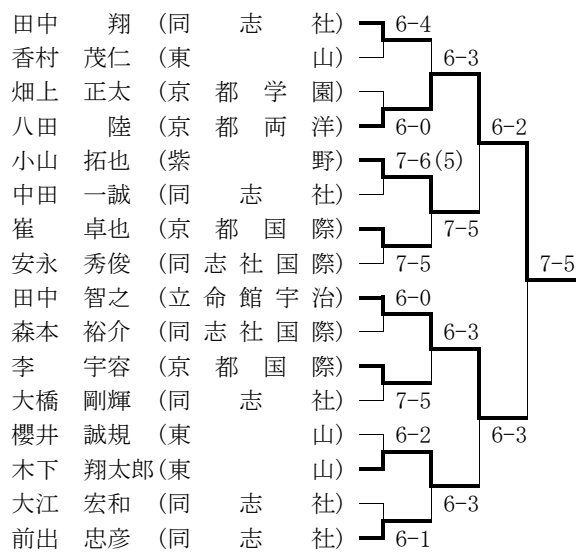 田中 翔 (同志社) 6-4
香村 茂仁 (東山) 6-3
畑上 正太 (京都学園)
八田 陸 (京都両洋) 6-0 6-2
小山 拓也 (紫野) 7-6(5)
中田 一誠 (同志社)
崔 卓也 (京都国際) 7-5
安永 秀俊 (同志社国際) 7-5 7-5
田中 智之 (立命館宇治) 6-0
森本 裕介 (同志社国際) 6-3
李 宇容 (京都国際)
大橋 剛輝 (同志社) 7-5
櫻井 誠規 (東山) 6-2 6-3
木下 翔太郎 (東山)
大江 宏和 (同志社) 6-3
前出 忠彦 (同志社) 6-1